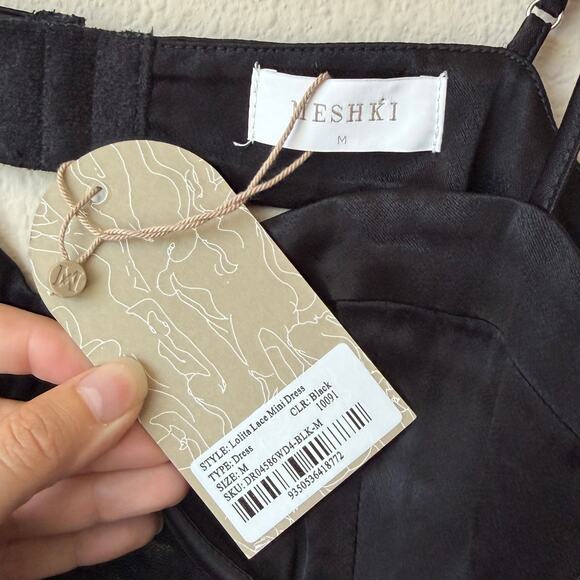 MESHKI
M
STYLE: Lolita Lace Mini Dress
TYPE: Dress CLR: Black
SIZE: M 10091
SKU: DR04586WD4-BLK-M
9350536418772